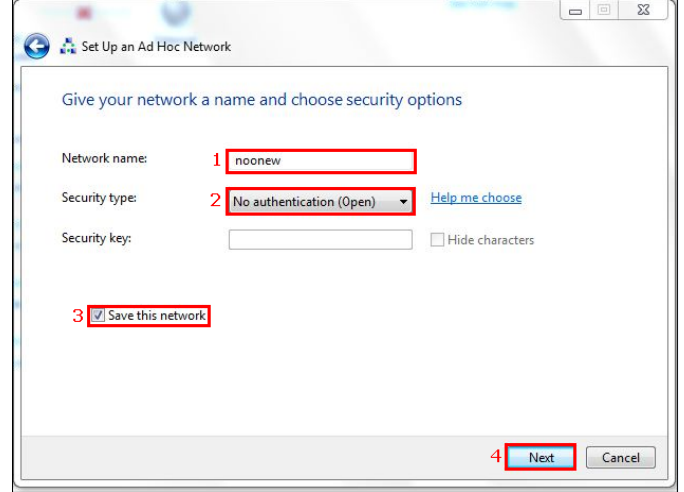 Set Up an Ad Hoc Network
Give your network a name and choose security options
Network name: 1 noonew
Security type: 2 No authentication (Open) Help me choose
Security key: Hide characters
3 Save this network
4 Next Cancel